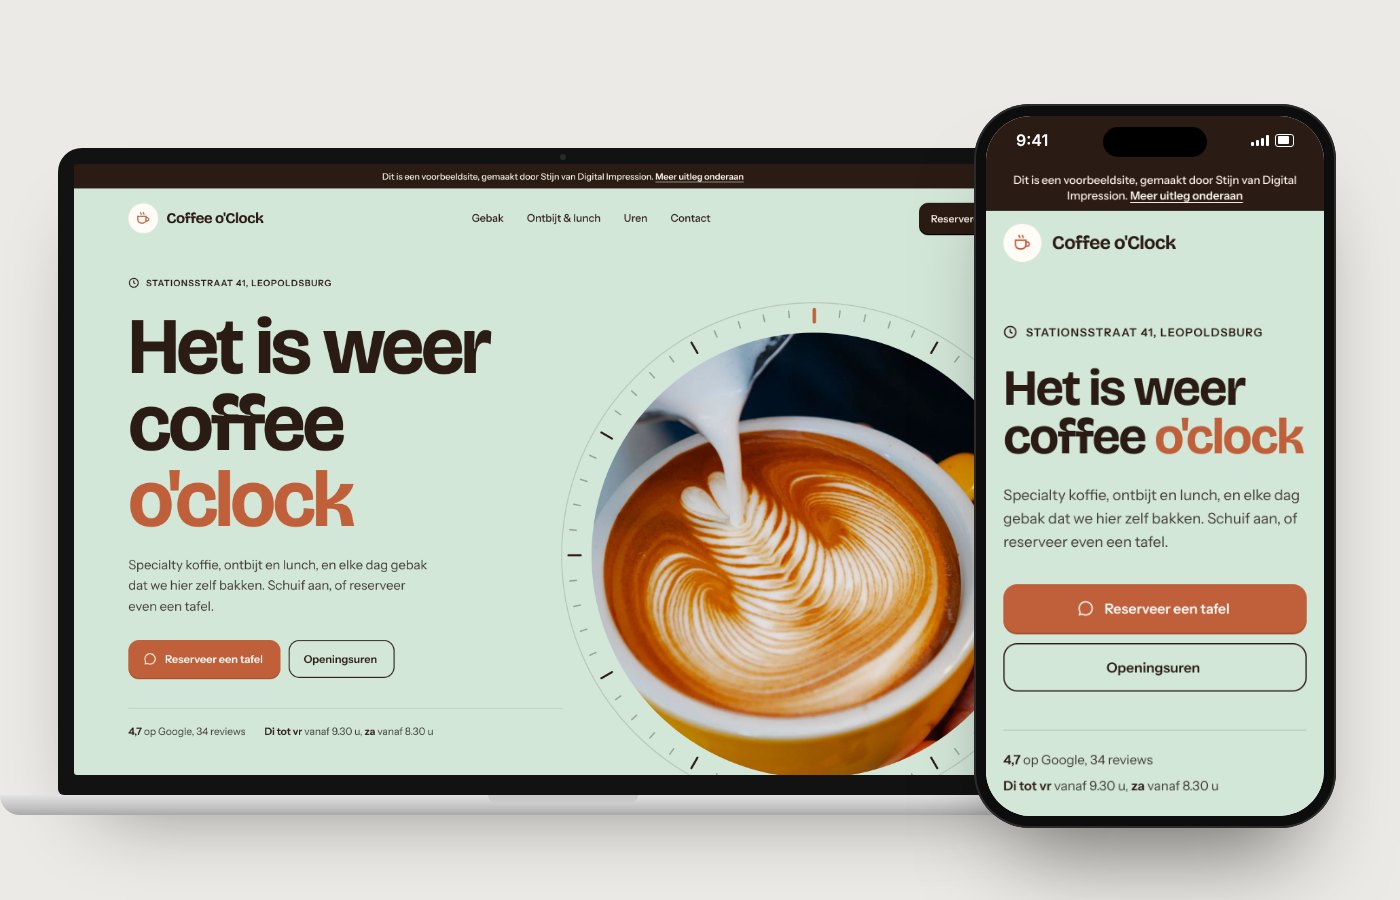 Dit is een voorbeeldsite, gemaakt door Stijn van Digital Impression. Meer uitleg onderaan
Coffee o'Clock
Gebak
Ontbijt & lunch
Uren
Contact
STATIONSSTRAAT 41, LEOPOLDSBURG
Het is weer
coffee
o'clock
Specialty koffie, ontbijt en lunch, en elke dag gebak
dat we hier zelf bakken. Schuif aan, of reserveer
even een tafel.
Reserveer een tafel
Openingsuren
4,7 op Google, 34 reviews
Di tot vr vanaf 9.30 u, za vanaf 8.30 u
9:41
Dit is een voorbeeldsite, gemaakt door Stijn van Digital
Impression. Meer uitleg onderaan
Coffee o'Clock
STATIONSSTRAAT 41, LEOPOLDSBURG
Het is weer
coffee o'clock
Specialty koffie, ontbijt en lunch, en elke dag
gebak dat we hier zelf bakken. Schuif aan, of
reserveer even een tafel.
Reserveer een tafel
Openingsuren
4,7 op Google, 34 reviews
Di tot vr vanaf 9.30 u, za vanaf 8.30 u